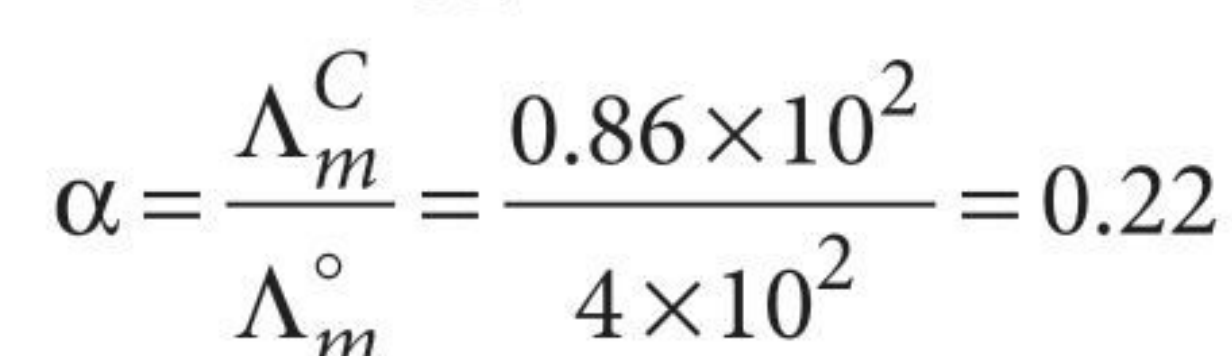 α = Λ_m^C / Λ_m^° = 0.86×10^2 / 4×10^2 = 0.22